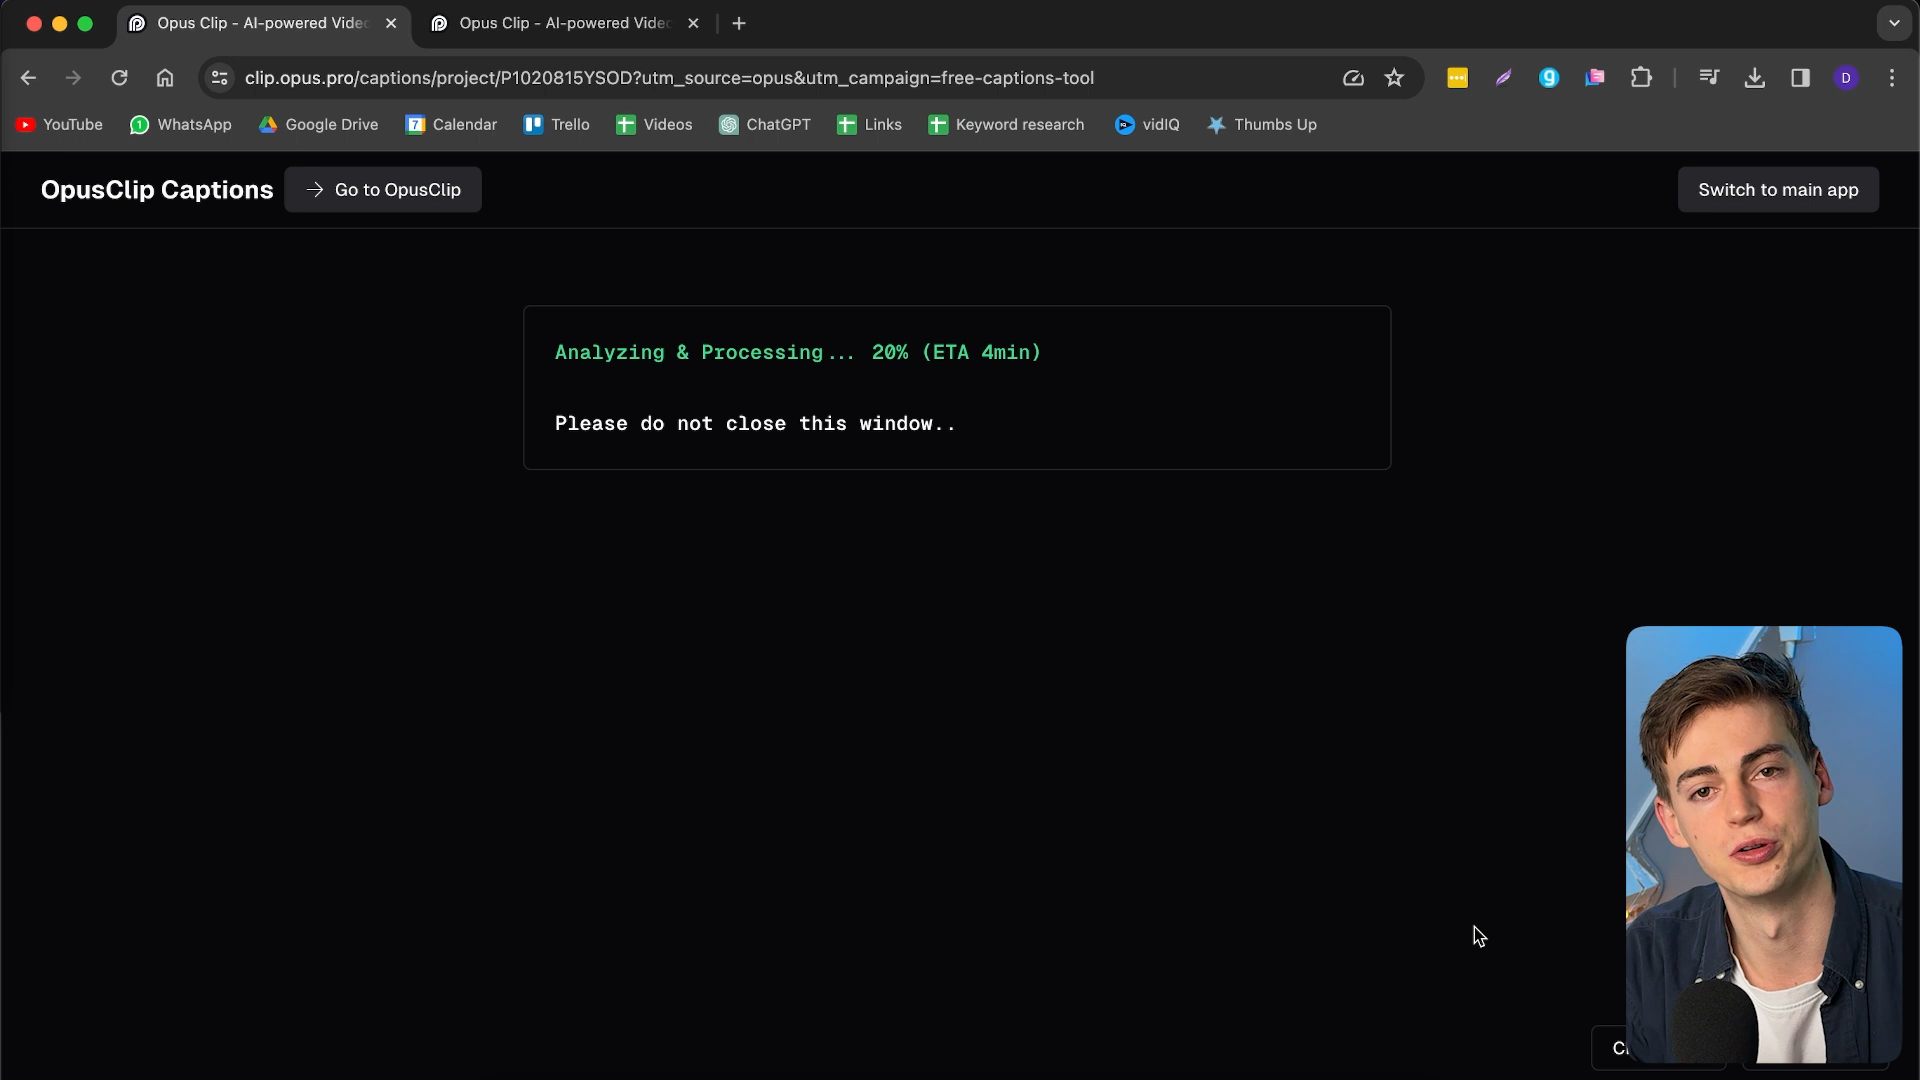 Opus Clip - AI-powered Vide
Opus Clip - AI-powered Vide
clip.opus.pro/captions/project/P1020815YSOD?utm_source=opus&utm_campaign=free-captions-tool
D
YouTube
1 WhatsApp
Google Drive
7 Calendar
Trello
Videos
ChatGPT
Links
Keyword research
vidIQ
Thumbs Up
OpusClip Captions
Go to OpusClip
Switch to main app
Analyzing & Processing... 20% (ETA 4min)
Please do not close this window..